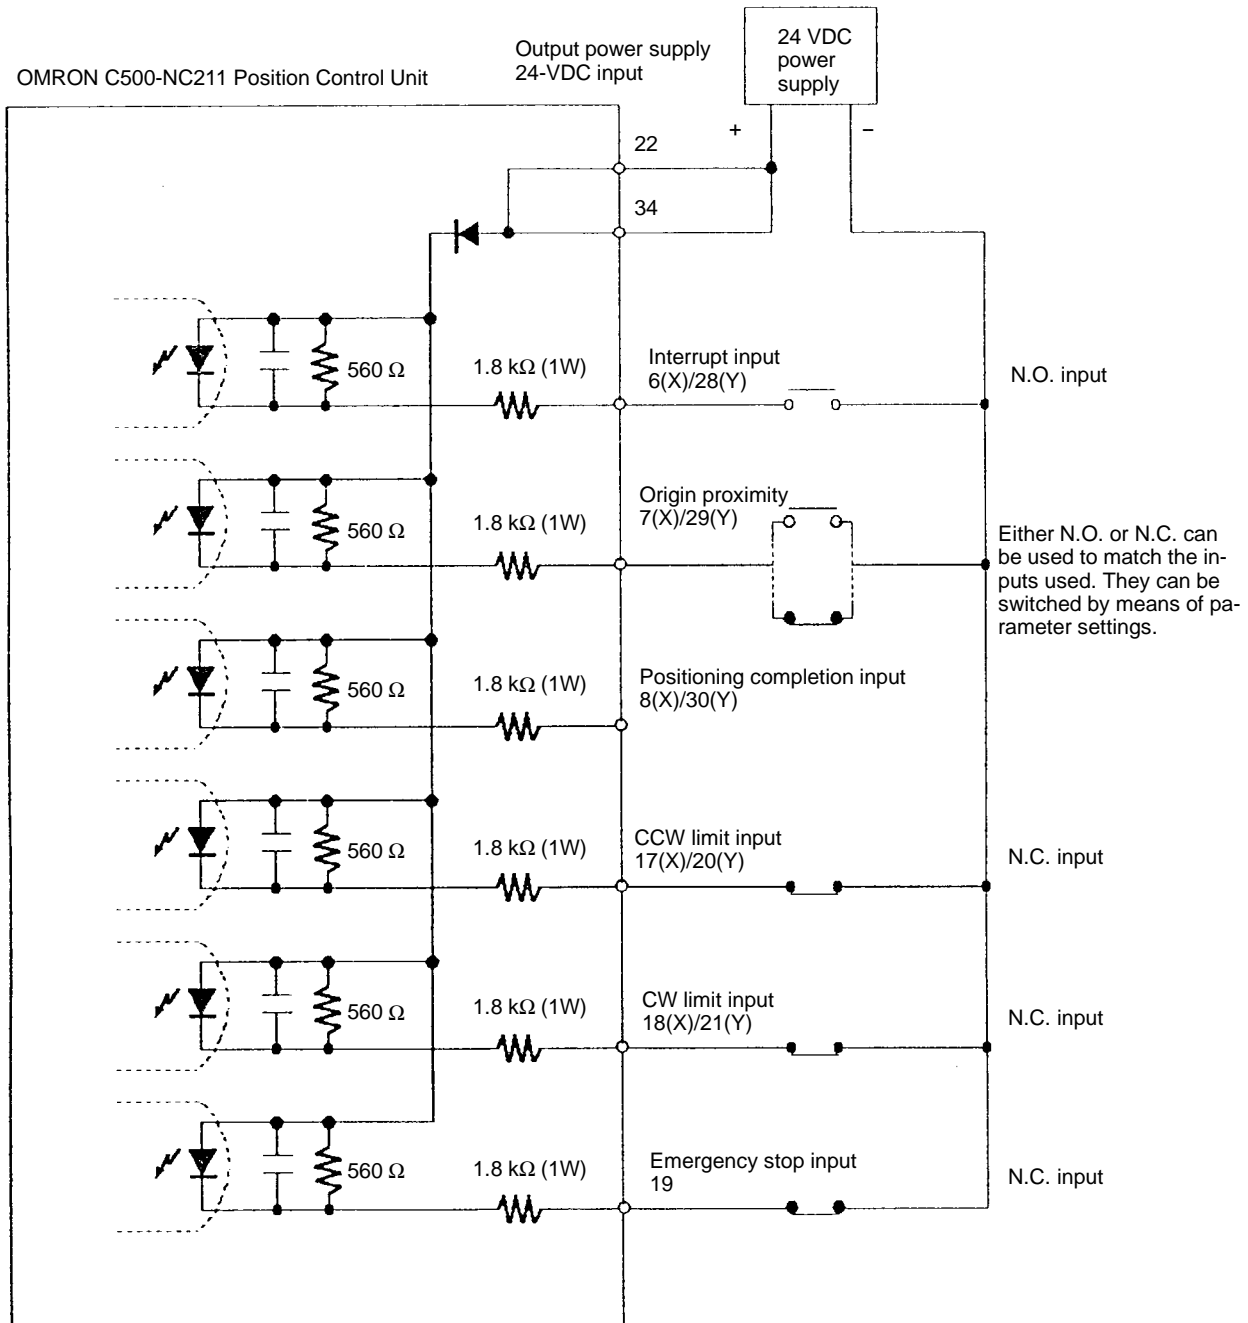 Output power supply
24-VDC input
24 VDC
power
supply
OMRON C500-NC211 Position Control Unit
+
−
22
34
560 Ω
1.8 kΩ (1W)
Interrupt input
6(X)/28(Y)
N.O. input
560 Ω
1.8 kΩ (1W)
Origin proximity
7(X)/29(Y)
Either N.O. or N.C. can
be used to match the in-
puts used. They can be
switched by means of pa-
rameter settings.
560 Ω
1.8 kΩ (1W)
Positioning completion input
8(X)/30(Y)
560 Ω
1.8 kΩ (1W)
CCW limit input
17(X)/20(Y)
N.C. input
560 Ω
1.8 kΩ (1W)
CW limit input
18(X)/21(Y)
N.C. input
560 Ω
1.8 kΩ (1W)
Emergency stop input
19
N.C. input